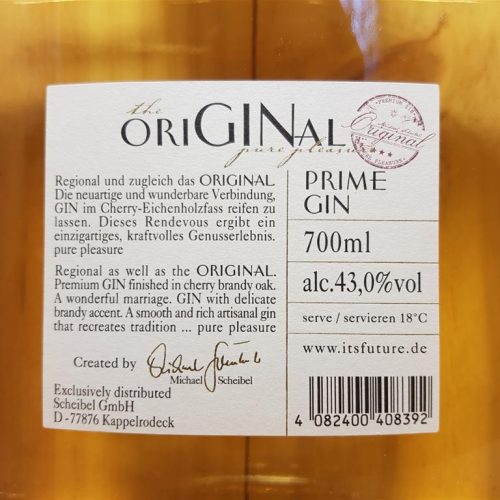 the
ORIGINAL
pure pleasure
PREMIUM
Original
PRIME
GIN
700ml
alc.43,0%vol
serve / servieren 18°C
www.itsfuture.de
4 082400 408392
Regional und zugleich das ORIGINAL.
Die neuartige und wunderbare Verbindung,
GIN im Cherry-Eichenholzfass reifen zu
lassen. Dieses Rendevous ergibt ein
einzigartiges, kraftvolles Genusserlebnis.
pure pleasure
Regional as well as the ORIGINAL.
Premium GIN finished in cherry brandy oak.
A wonderful marriage. GIN with delicate
brandy accent. A smooth and rich artisanal gin
that recreates tradition ... pure pleasure
Created by
Michael Scheibel
Exclusively distributed
Scheibel GmbH
D-77876 Kappelrodeck